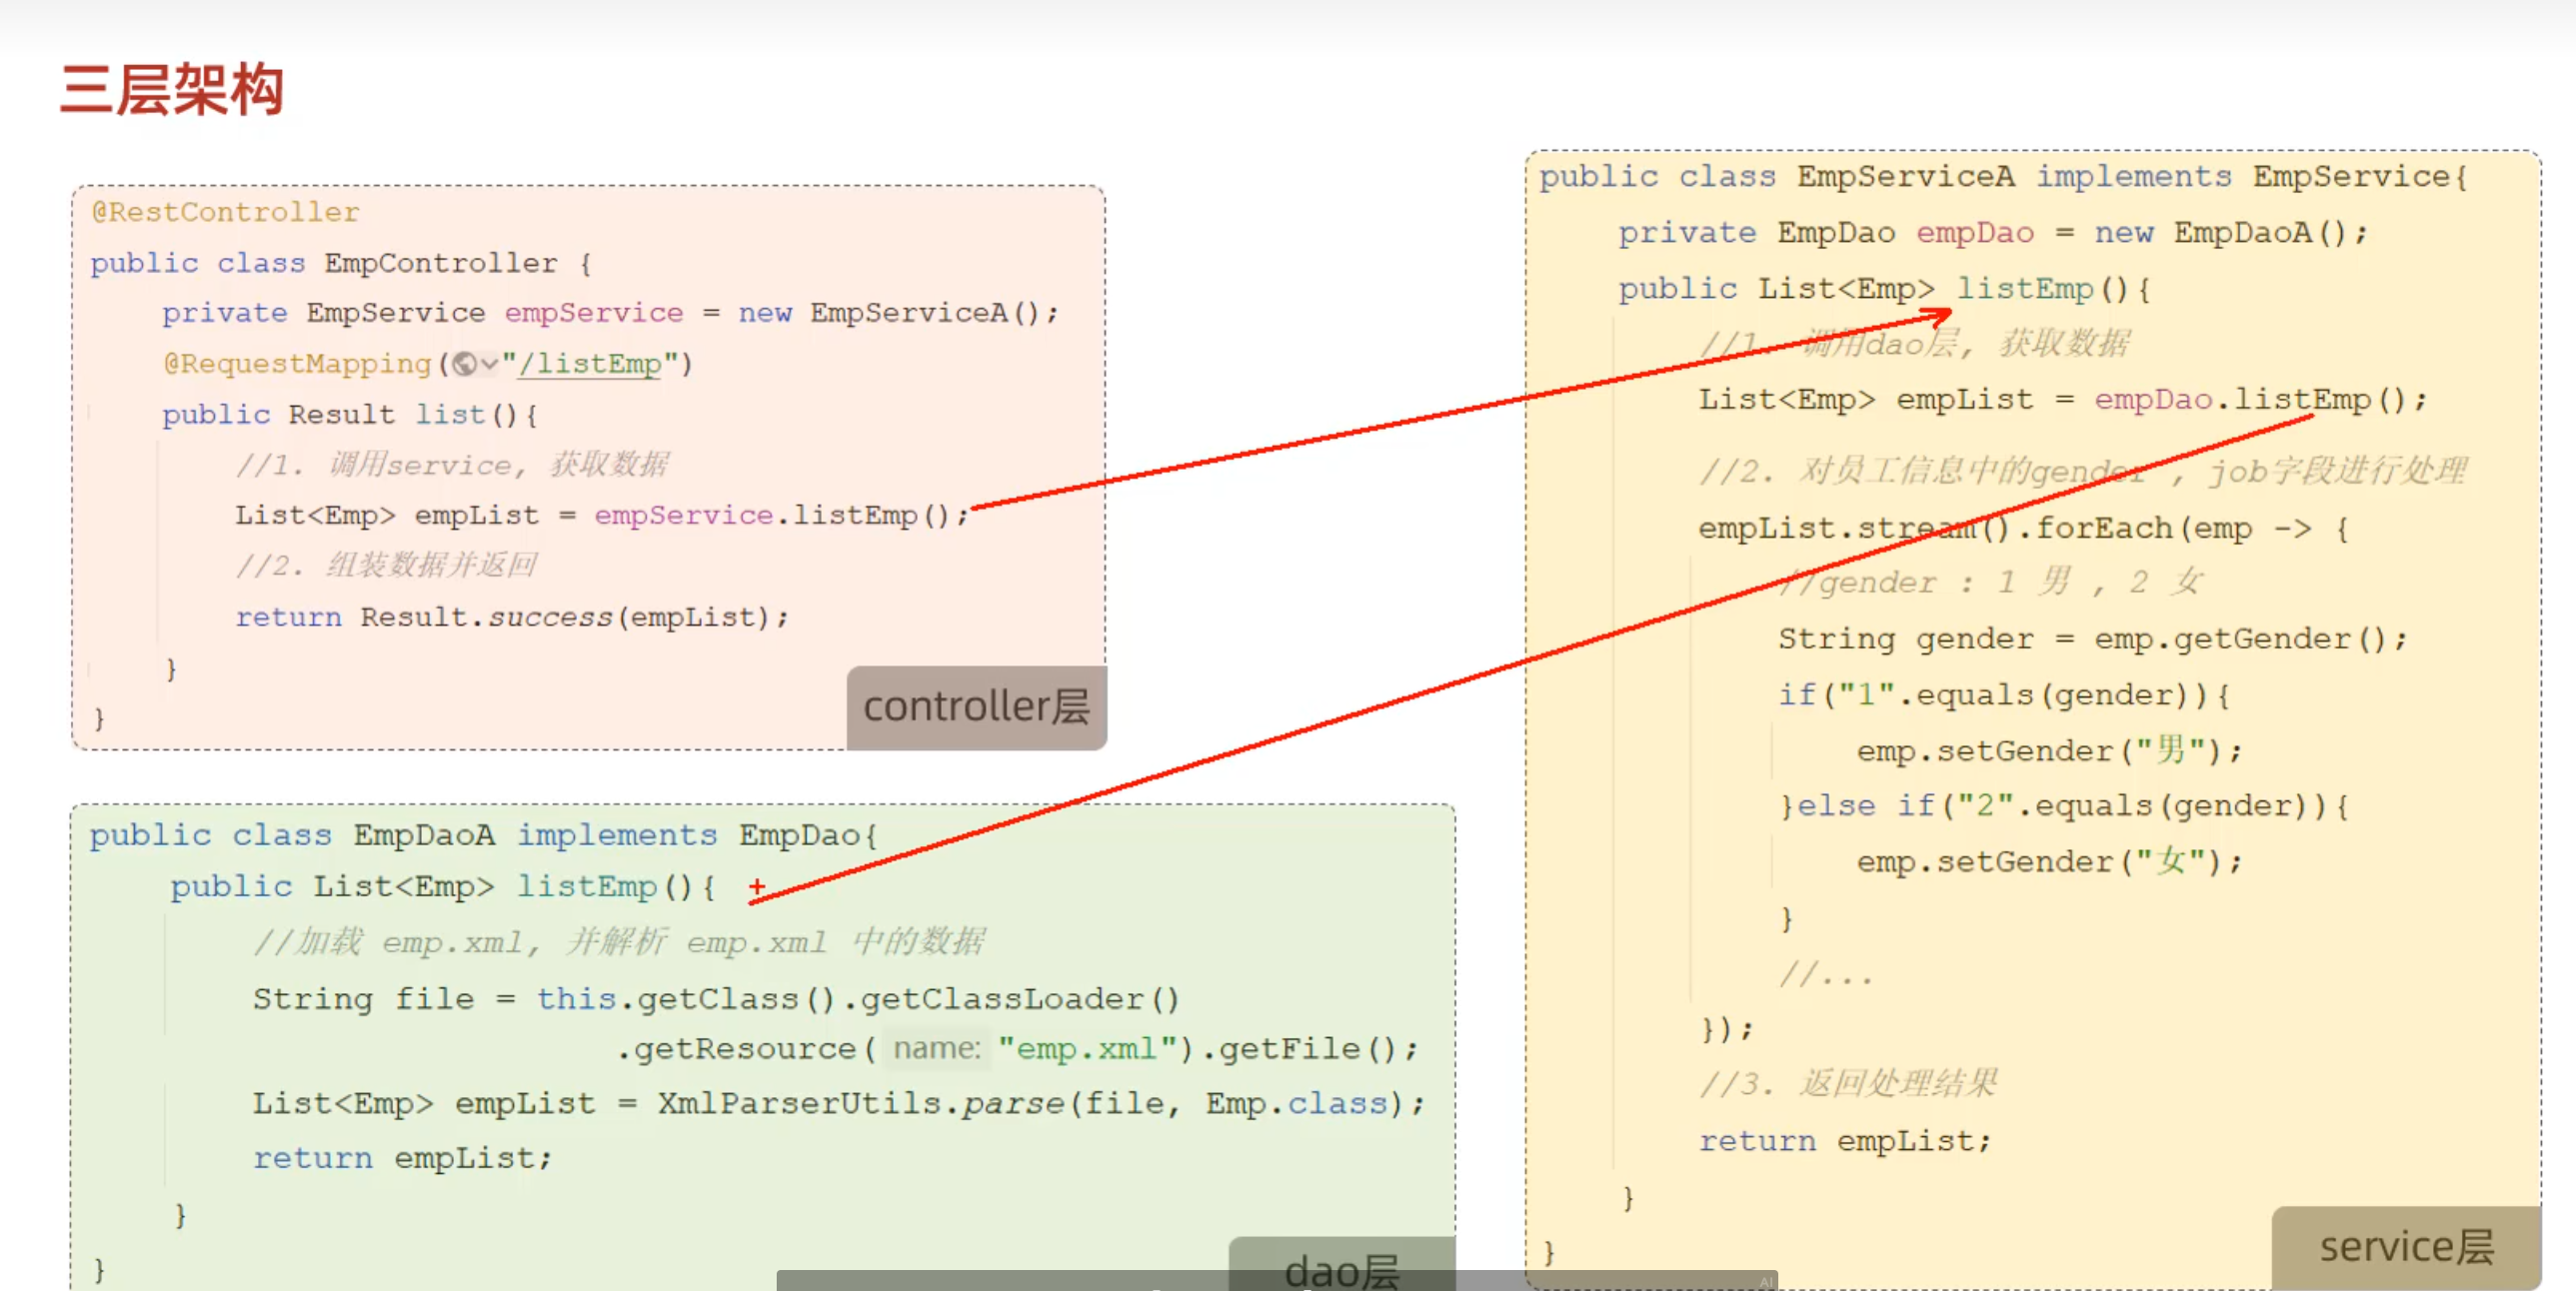 三层架构
@RestController
public class EmpController {
private EmpService empService = new EmpServiceA();
@RequestMapping("/listEmp")
public Result list(){
//1. 调用service, 获取数据
List<Emp> empList = empService.listEmp();
//2. 组装数据并返回
return Result.success(empList);
}
}
controller层
public class EmpDaoA implements EmpDao{
public List<Emp> listEmp(){
//加载 emp.xml, 并解析 emp.xml 中的数据
String file = this.getClass().getClassLoader()
.getResource( name: "emp.xml").getFile();
List<Emp> empList = XmlParserUtils.parse(file, Emp.class);
return empList;
}
}
dao层
public class EmpServiceA implements EmpService{
private EmpDao empDao = new EmpDaoA();
public List<Emp> listEmp(){
//1. 调用dao层, 获取数据
List<Emp> empList = empDao.listEmp();
//2. 对员工信息中的gender , job字段进行处理
empList.stream().forEach(emp -> {
//gender : 1 男 , 2 女
String gender = emp.getGender();
if("1".equals(gender)){
emp.setGender("男");
}else if("2".equals(gender)){
emp.setGender("女");
}
//...
});
//3. 返回处理结果
return empList;
}
}
service层
AI